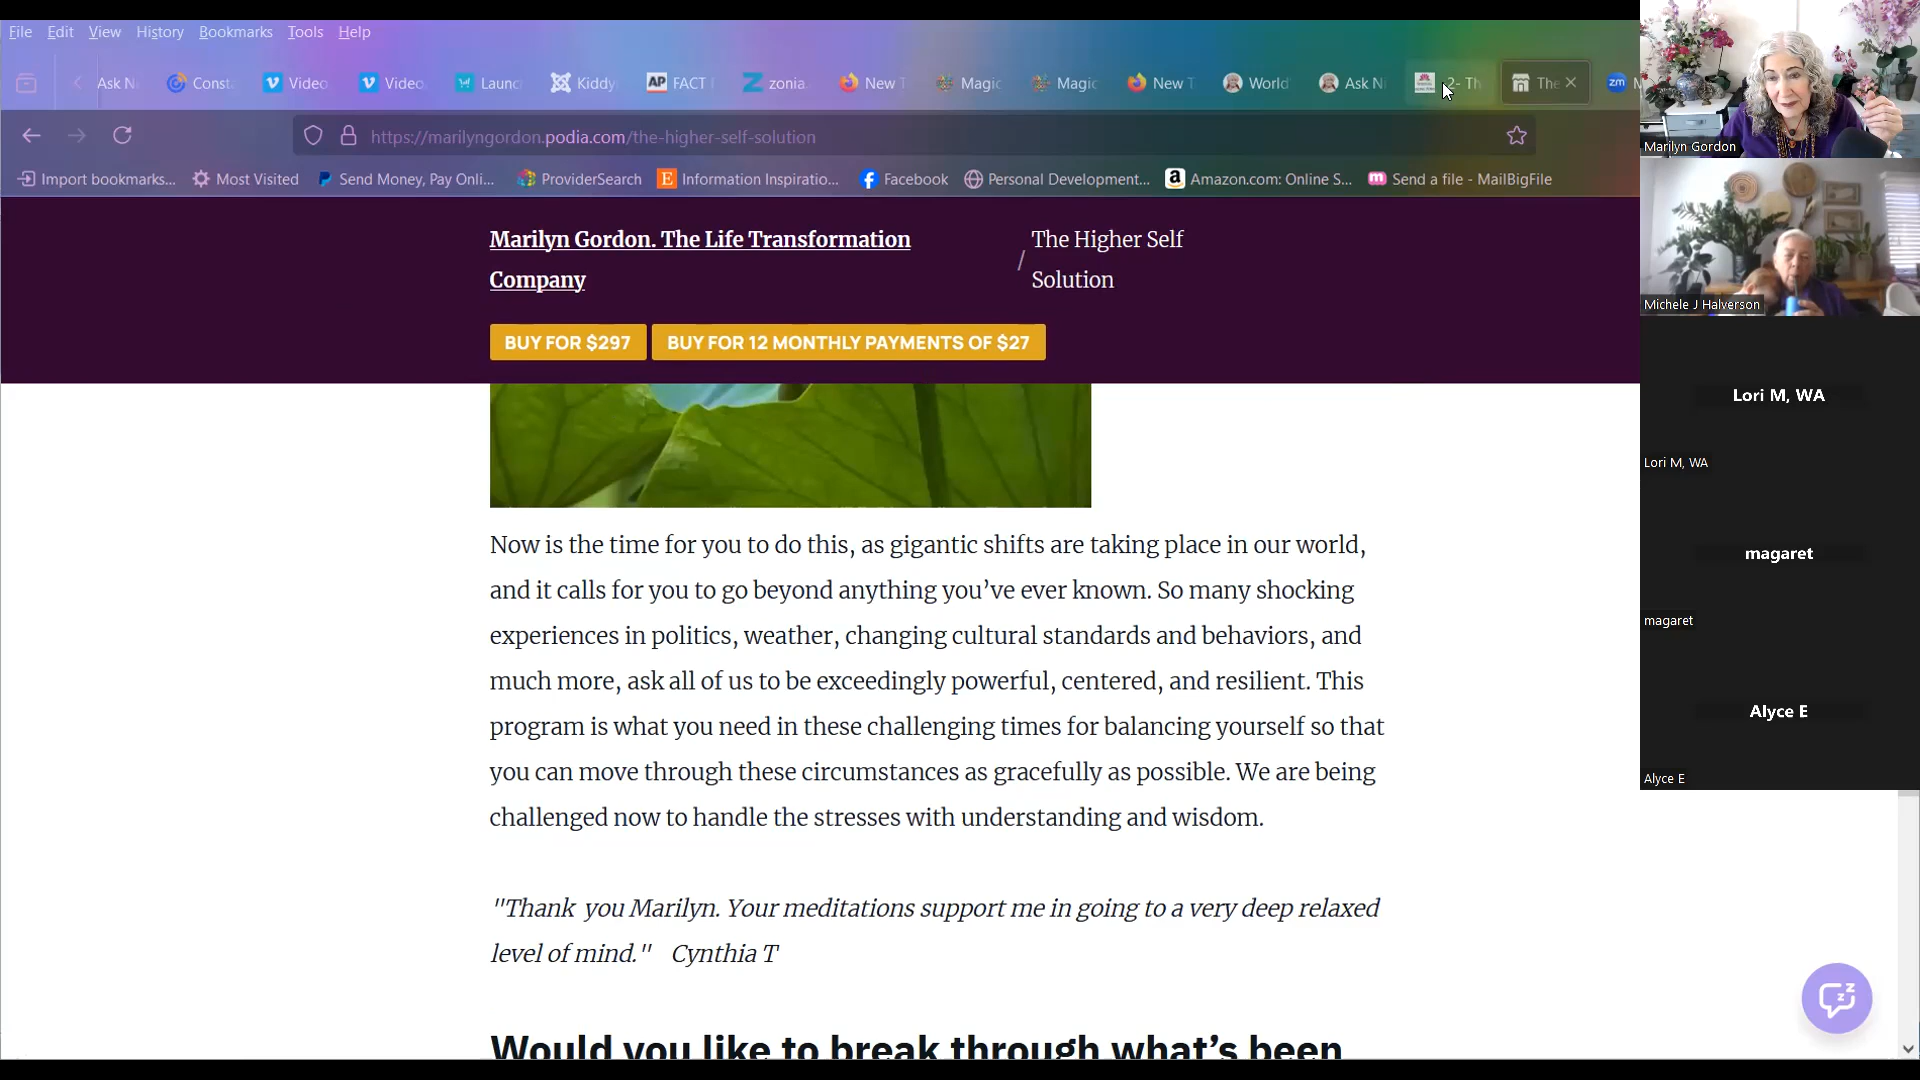 File Edit View History Bookmarks Tools Help
Ask Ni Consta Video Video Launc Kiddy AP FACT zonia New T Magic Magic New T World Ask Ni 2- Th The zm M
https://marilyngordon.podia.com/the-higher-self-solution
Import bookmarks... Most Visited Send Money, Pay Onli... ProviderSearch Information Inspiratio... Facebook Personal Development... Amazon.com: Online S... Send a file - MailBigFile
Marilyn Gordon. The Life Transformation
Company
/
The Higher Self
Solution
BUY FOR $297 BUY FOR 12 MONTHLY PAYMENTS OF $27
Now is the time for you to do this, as gigantic shifts are taking place in our world,
and it calls for you to go beyond anything you’ve ever known. So many shocking
experiences in politics, weather, changing cultural standards and behaviors, and
much more, ask all of us to be exceedingly powerful, centered, and resilient. This
program is what you need in these challenging times for balancing yourself so that
you can move through these circumstances as gracefully as possible. We are being
challenged now to handle the stresses with understanding and wisdom.
"Thank you Marilyn. Your meditations support me in going to a very deep relaxed
level of mind." Cynthia T
Would you like to break through what’s been
Marilyn Gordon
Michele J Halverson
Lori M, WA
Lori M, WA
magaret
magaret
Alyce E
Alyce E